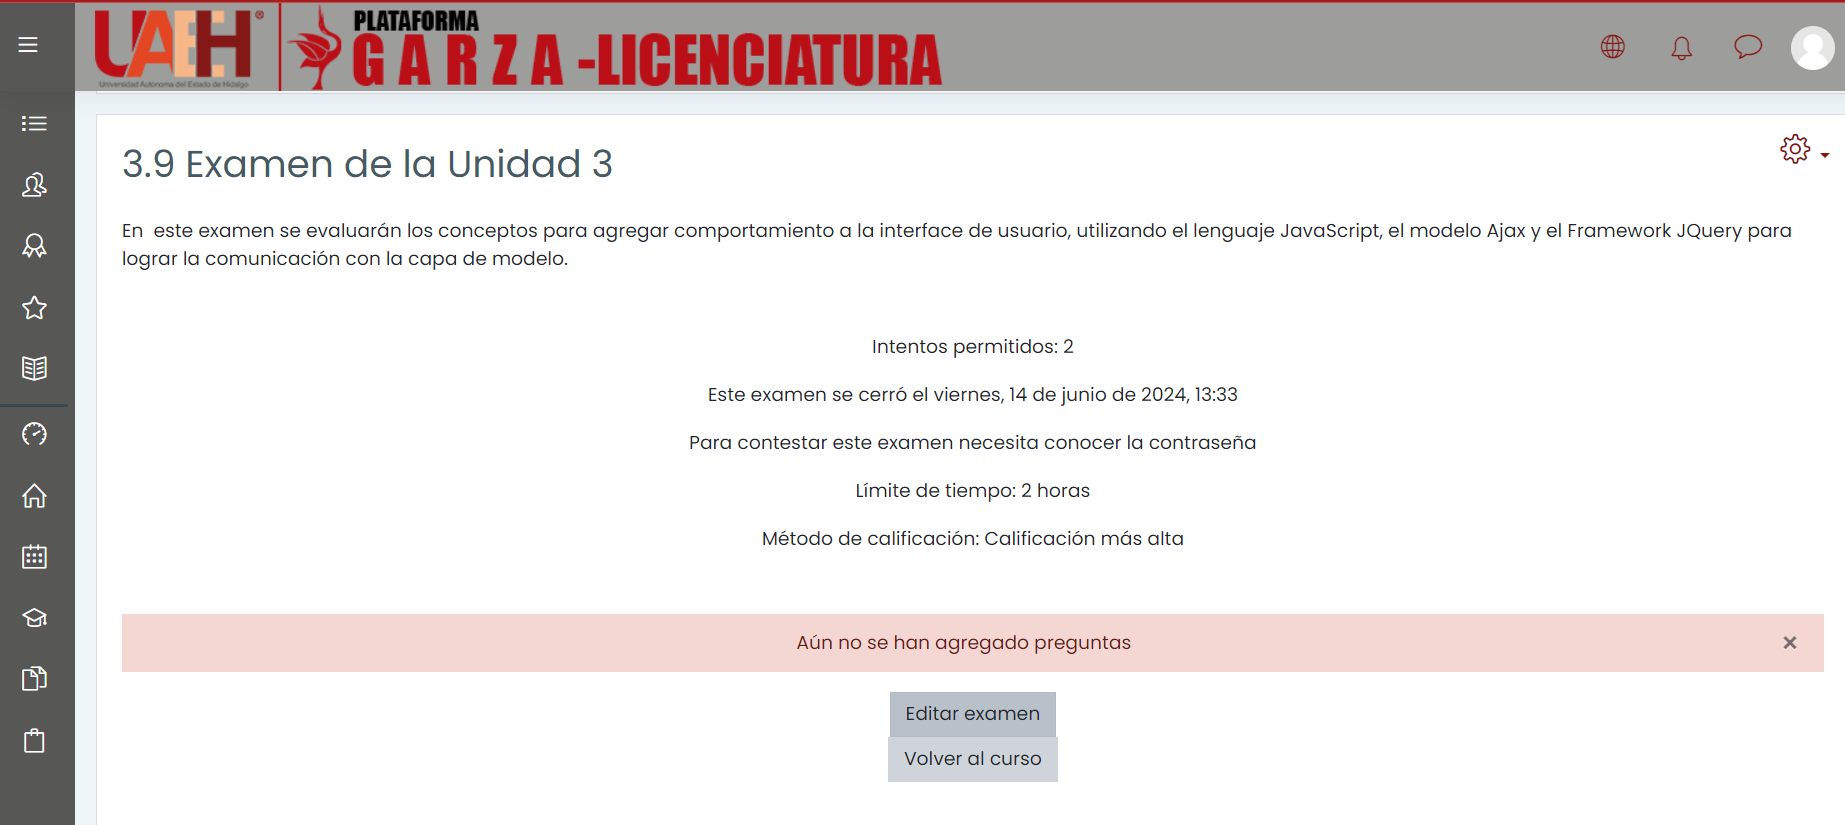 UAEH®
Universidad Autónoma del Estado de Hidalgo
PLATAFORMA
GARZA -LICENCIATURA
3.9 Examen de la Unidad 3
En este examen se evaluarán los conceptos para agregar comportamiento a la interface de usuario, utilizando el lenguaje JavaScript, el modelo Ajax y el Framework JQuery para
lograr la comunicación con la capa de modelo.
Intentos permitidos: 2
Este examen se cerró el viernes, 14 de junio de 2024, 13:33
Para contestar este examen necesita conocer la contraseña
Límite de tiempo: 2 horas
Método de calificación: Calificación más alta
Aún no se han agregado preguntas
Editar examen
Volver al curso